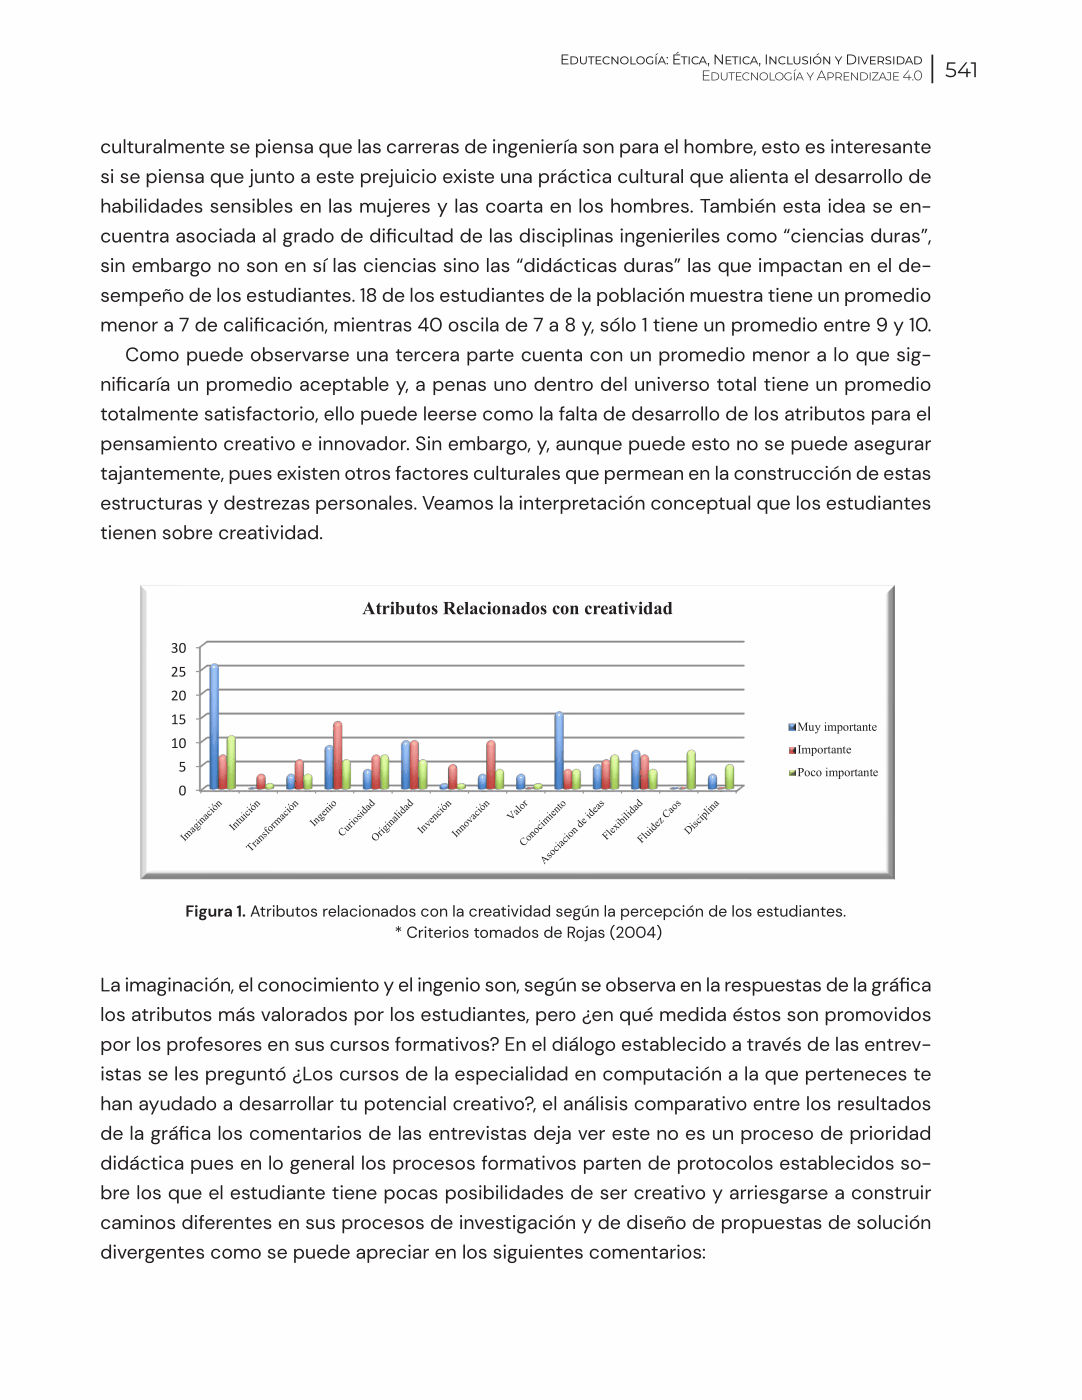 Edutecnología: Ética, Netica, Inclusión y Diversidad
Edutecnología y Aprendizaje 4.0
541
culturalmente se piensa que las carreras de ingeniería son para el hombre, esto es interesante
si se piensa que junto a este prejuicio existe una práctica cultural que alienta el desarrollo de
habilidades sensibles en las mujeres y las coarta en los hombres. También esta idea se en-
cuentra asociada al grado de dificultad de las disciplinas ingenieriles como “ciencias duras”,
sin embargo no son en sí las ciencias sino las “didácticas duras” las que impactan en el de-
sempeño de los estudiantes. 18 de los estudiantes de la población muestra tiene un promedio
menor a 7 de calificación, mientras 40 oscila de 7 a 8 y, sólo 1 tiene un promedio entre 9 y 10.
Como puede observarse una tercera parte cuenta con un promedio menor a lo que sig-
nificaría un promedio aceptable y, a penas uno dentro del universo total tiene un promedio
totalmente satisfactorio, ello puede leerse como la falta de desarrollo de los atributos para el
pensamiento creativo e innovador. Sin embargo, y, aunque puede esto no se puede asegurar
tajantemente, pues existen otros factores culturales que permean en la construcción de estas
estructuras y destrezas personales. Veamos la interpretación conceptual que los estudiantes
tienen sobre creatividad.
Atributos Relacionados con creatividad
30
25
20
15
10
5
0
Imaginación
Intuición
Transformación
Ingenio
Curiosidad
Originalidad
Invención
Innovación
Valor
Conocimiento
Asociacion de ideas
Flexibilidad
Fluidez Caos
Disciplina
Muy importante
Importante
Poco importante
Figura 1. Atributos relacionados con la creatividad según la percepción de los estudiantes.
* Criterios tomados de Rojas (2004)
La imaginación, el conocimiento y el ingenio son, según se observa en la respuestas de la gráfica
los atributos más valorados por los estudiantes, pero ¿en qué medida éstos son promovidos
por los profesores en sus cursos formativos? En el diálogo establecido a través de las entrev-
istas se les preguntó ¿Los cursos de la especialidad en computación a la que perteneces te
han ayudado a desarrollar tu potencial creativo?, el análisis comparativo entre los resultados
de la gráfica los comentarios de las entrevistas deja ver este no es un proceso de prioridad
didáctica pues en lo general los procesos formativos parten de protocolos establecidos so-
bre los que el estudiante tiene pocas posibilidades de ser creativo y arriesgarse a construir
caminos diferentes en sus procesos de investigación y de diseño de propuestas de solución
divergentes como se puede apreciar en los siguientes comentarios: